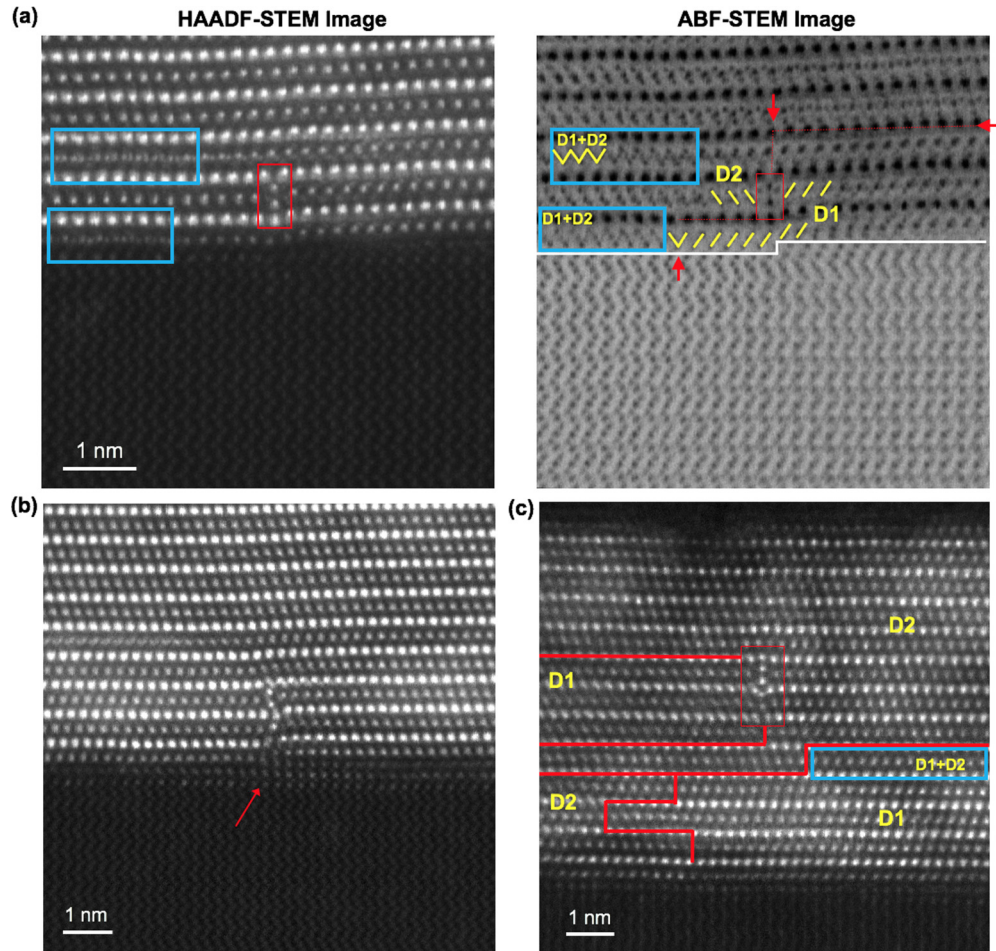 (a)
HAADF-STEM Image
ABF-STEM Image
D1+D2
D2
D1+D2
D1
1 nm
(b)
(c)
D2
D1
D1+D2
D2
D1
1 nm
1 nm